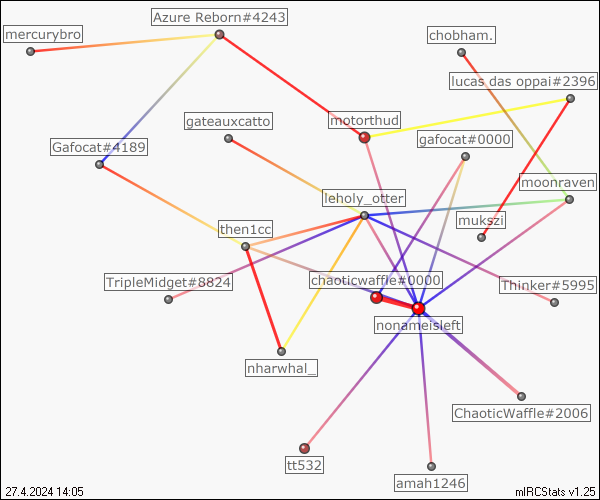 Azure Reborn#4243
mercurybro
chobham.
lucas das oppai#2396
gateauxcatto
motorthud
gafocat#0000
Gafocat#4189
moonraven
leholy_otter
mukszi
then1cc
TripleMidget#8824
chaoticwaffle#0000
Thinker#5995
nonameisleft
nharwhal_
ChaoticWaffle#2006
tt532
amah1246
27.4.2024 14:05
mIRCStats v1.25